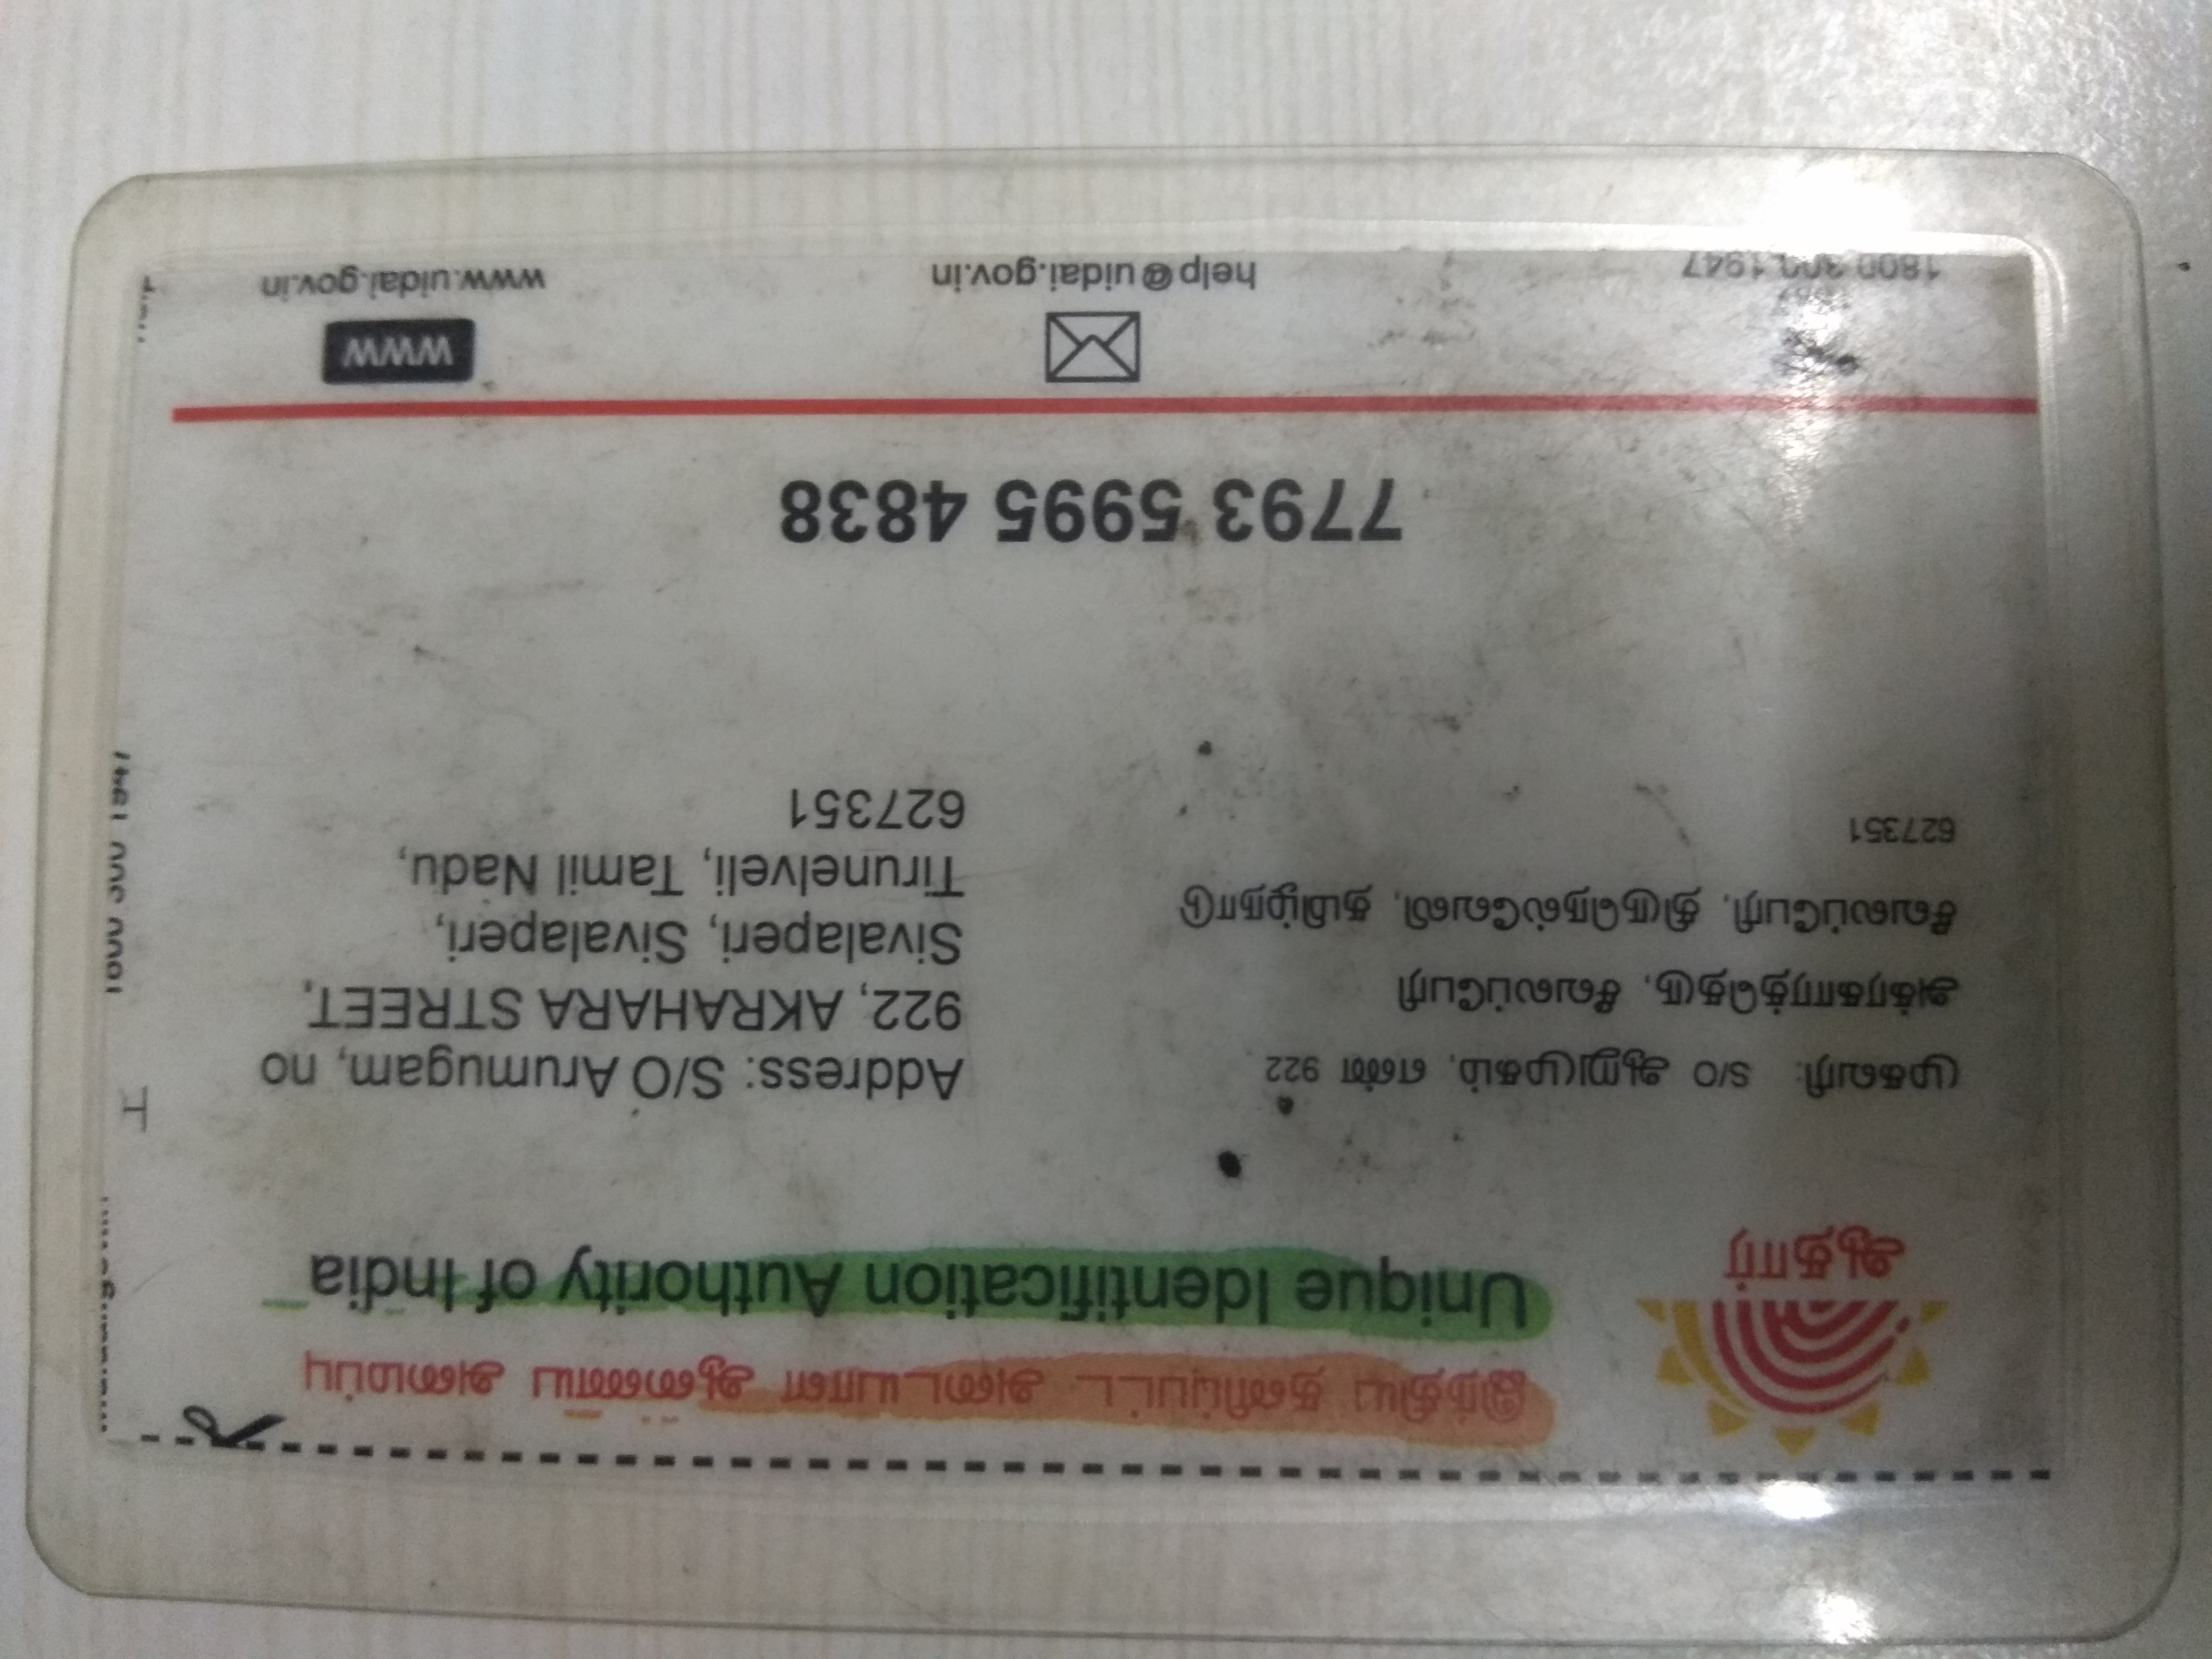 இந்திய தனிப்பட்ட அடையாள ஆணைய அமைப்பு
Unique Identification Authority of India
ஆதார்
முகவரி: S/O ஆறுமுகம், எண் 922
அக்ரகாரத்தெரு, சீவலப்பேரி
சீவலப்பேரி, திருநெல்வேலி, தமிழ்நாடு
627351
Address: S/O Arumugam, no
922, AKRAHARA STREET,
Sivalaperi, Sivalaperi,
Tirunelveli, Tamil Nadu,
627351
7793 5995 4838
1800 300 1947
help@uidai.gov.in
WWW
www.uidai.gov.in